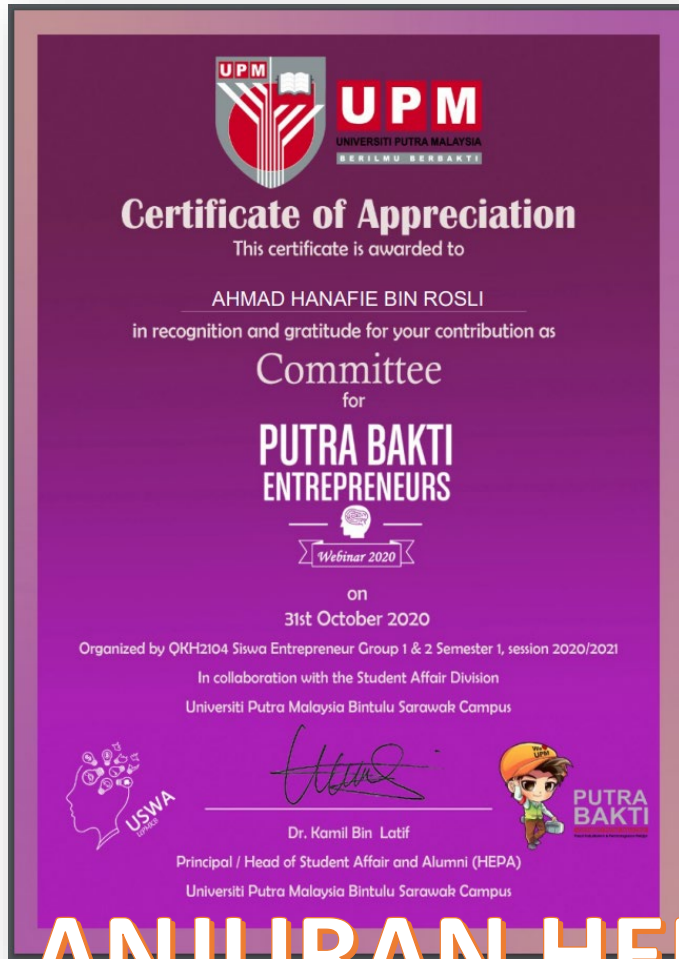 UPM
UPM
UNIVERSITI PUTRA MALAYSIA
BERILMU BERBAKTI
Certificate of Appreciation
This certificate is awarded to
AHMAD HANAFIE BIN ROSLI
in recognition and gratitude for your contribution as
Committee
for
PUTRA BAKTI
ENTREPRENEURS
Webinar 2020
on
31st October 2020
Organized by QKH2104 Siswa Entrepreneur Group 1 & 2 Semester 1, session 2020/2021
In collaboration with the Student Affair Division
Universiti Putra Malaysia Bintulu Sarawak Campus
USWA
UPMKB
We ♥
UPM
PUTRA
BAKTI
Dr. Kamil Bin Latif
Principal / Head of Student Affair and Alumni (HEPA)
Universiti Putra Malaysia Bintulu Sarawak Campus
ANJURAN